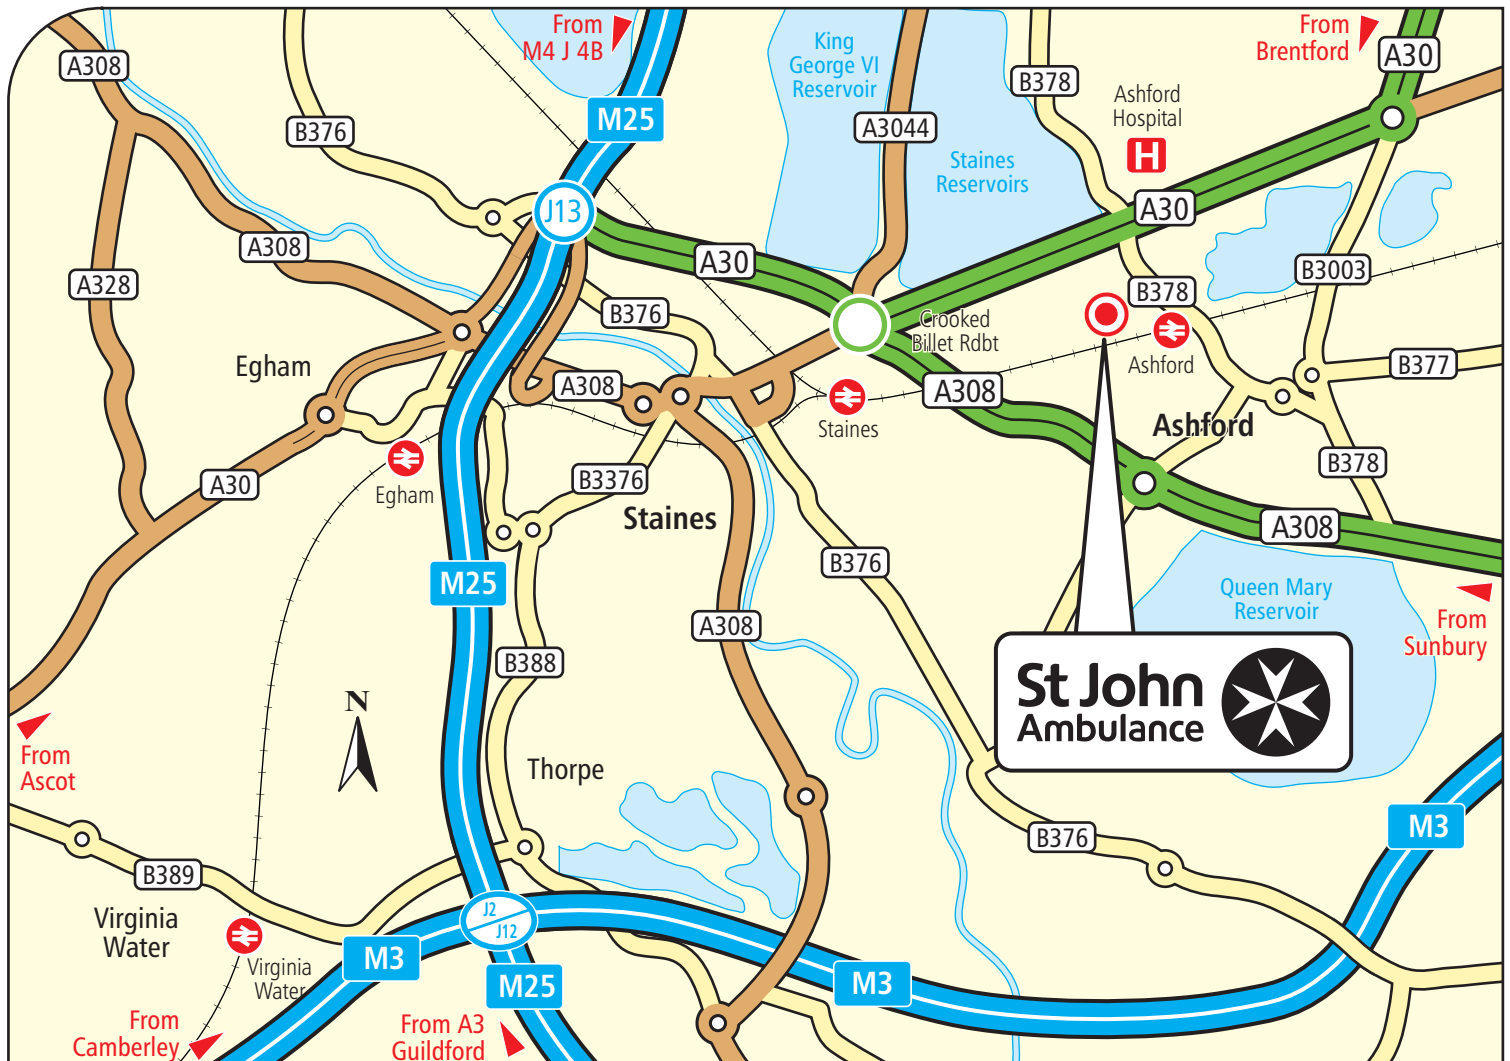 From
M4 J 4B
From
Brentford
A308
B376
M25
King
George VI
Reservoir
A3044
B378
Ashford
Hospital
H
A30
Staines
Reservoirs
J13
A30
A308
A328
A30
B3003
B378
B376
Crooked
Billet Rdbt
Ashford
B377
Egham
A308
A308
Staines
Ashford
Egham
A30
B3376
Staines
B378
A308
B376
M25
Queen Mary
Reservoir
From
Sunbury
A308
B388
N
St John
Ambulance
From
Ascot
Thorpe
M3
B376
B389
Virginia
Water
Virginia
Water
J2
J12
M3
M25
M3
From
Camberley
From A3
Guildford